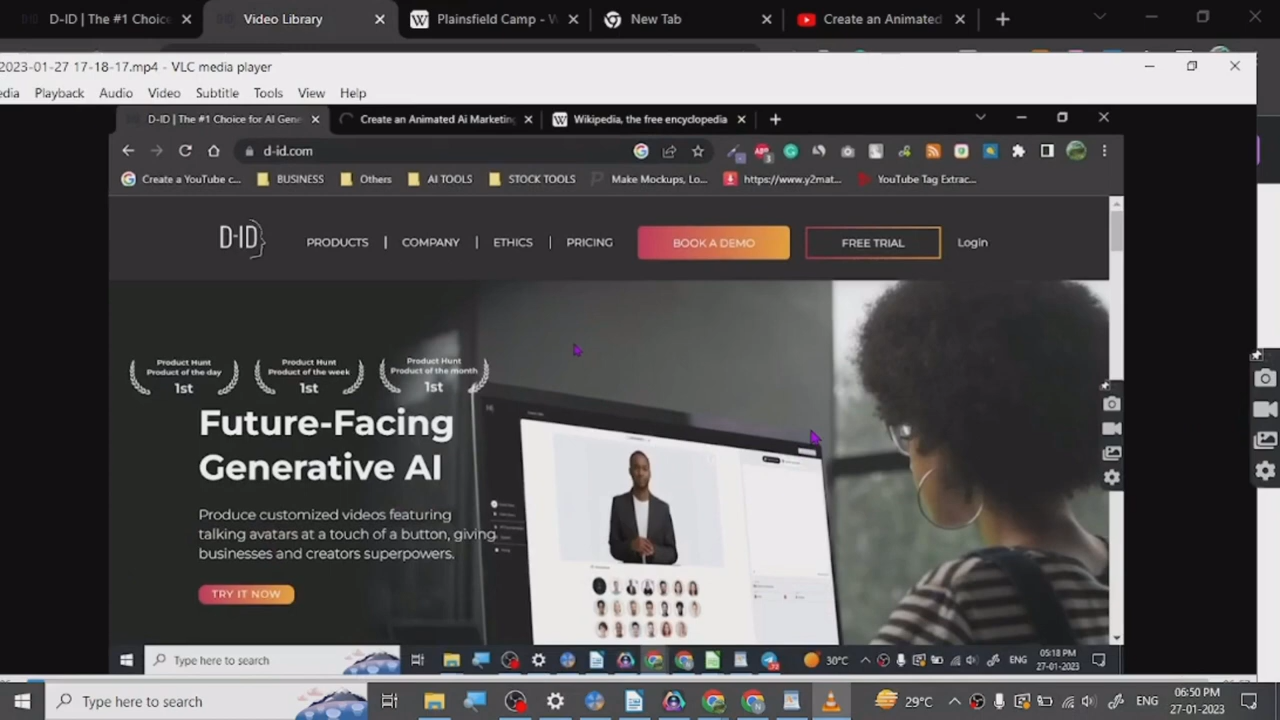 D-ID | The #1 Choice
Video Library
Plainsfield Camp - W
New Tab
Create an Animated
2023-01-27 17-18-17.mp4 - VLC media player
edia Playback Audio Video Subtitle Tools View Help
D-ID | The #1 Choice for AI Gene
Create an Animated Ai Marketing
Wikipedia, the free encyclopedia
d-id.com
Create a YouTube c...
BUSINESS
Others
AI TOOLS
STOCK TOOLS
Make Mockups, Lo...
https://www.y2mat...
YouTube Tag Extrac...
D-ID
PRODUCTS | COMPANY | ETHICS | PRICING
BOOK A DEMO
FREE TRIAL
Login
Product Hunt
Product of the day
1st
Product Hunt
Product of the week
1st
Product Hunt
Product of the month
1st
Future-Facing
Generative AI
Produce customized videos featuring
talking avatars at a touch of a button, giving
businesses and creators superpowers.
TRY IT NOW
Type here to search
72
30°C
ENG
05:18 PM
27-01-2023
Type here to search
29°C
ENG
06:50 PM
27-01-2023